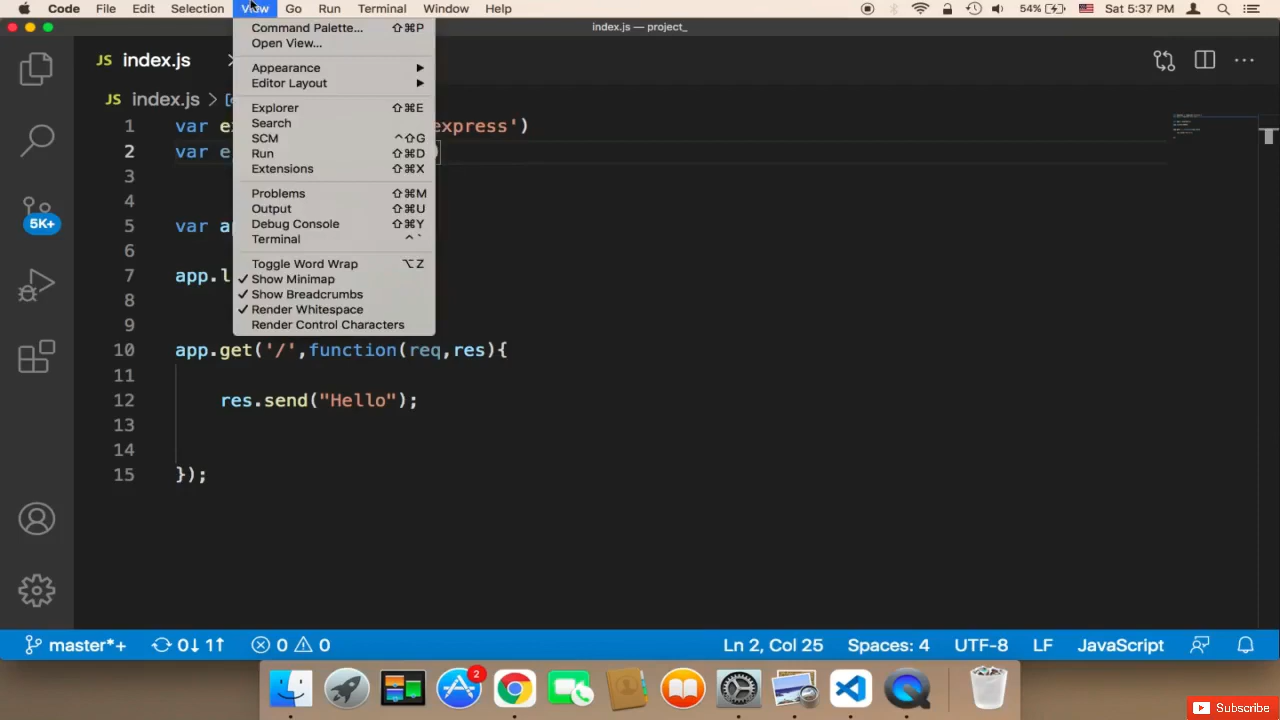 Code File Edit Selection View Go Run Terminal Window Help 54% Sat 5:37 PM
index.js — project_
Command Palette... ⇧⌘P
Open View...
Appearance ▶
Editor Layout ▶
Explorer ⇧⌘E
Search
SCM ^⇧G
Run ⇧⌘D
Extensions ⇧⌘X
Problems ⇧⌘M
Output ⇧⌘U
Debug Console ⇧⌘Y
Terminal ^`
Toggle Word Wrap ⌥Z
✓ Show Minimap
✓ Show Breadcrumbs
✓ Render Whitespace
Render Control Characters
JS index.js
JS index.js >
1 var e express')
2 var e
3
4
5 var a
6
7 app.l
8
9
10 app.get('/',function(req,res){
11
12 res.send("Hello");
13
14
15 });
5K+
master*+ 0↓ 1↑ 0 0 Ln 2, Col 25 Spaces: 4 UTF-8 LF JavaScript
2
Subscribe